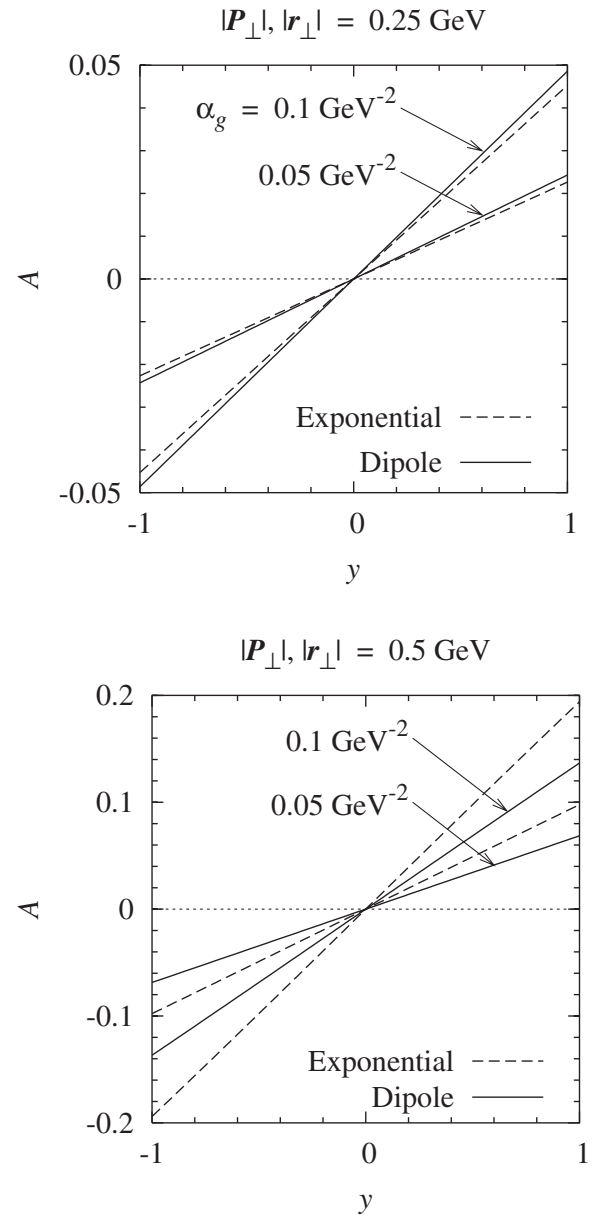 |P⊥|, |r⊥| = 0.25 GeV
0.05
α_g = 0.1 GeV⁻²
0.05 GeV⁻²
A
0
Exponential
Dipole
-0.05
-1 0 1
y
|P⊥|, |r⊥| = 0.5 GeV
0.2
0.1 GeV⁻²
0.1
0.05 GeV⁻²
A
0
-0.1
Exponential
Dipole
-0.2
-1 0 1
y